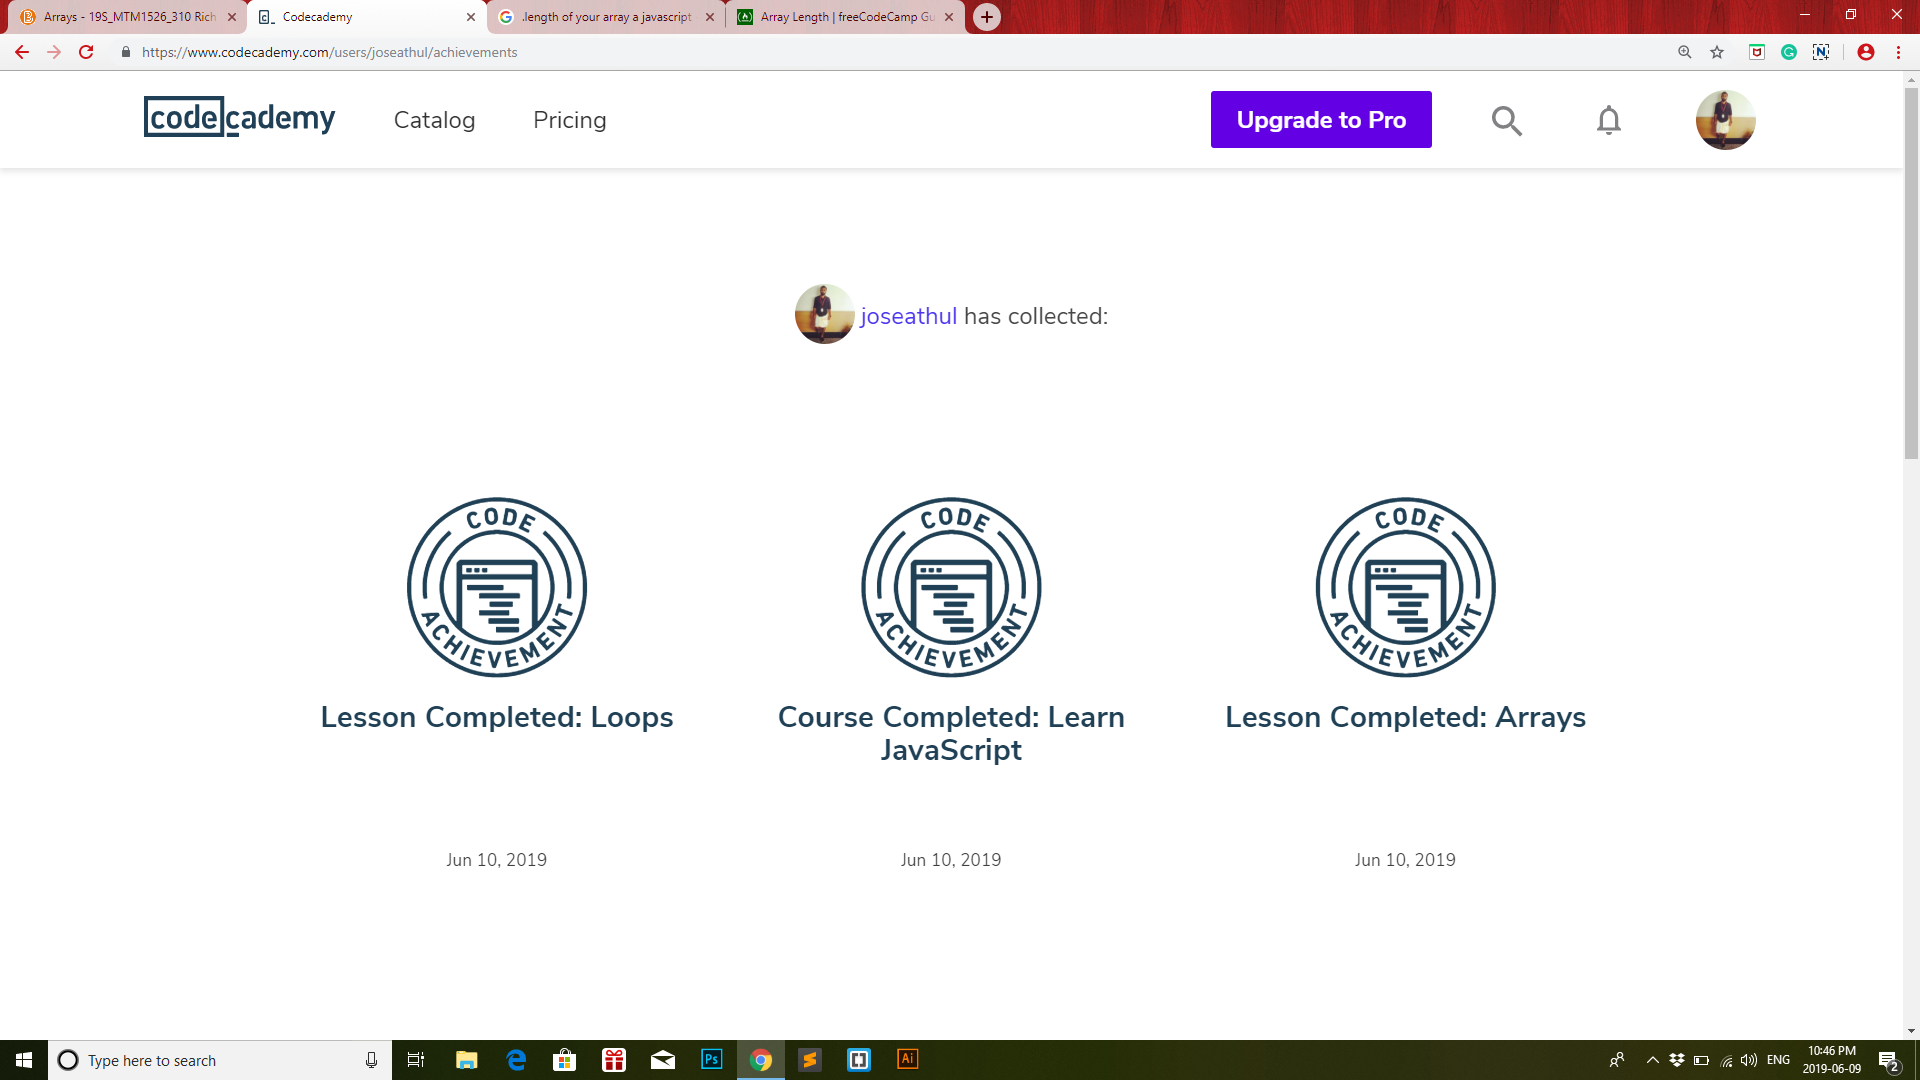 Arrays - 19S_MTM1526_310 Rich
Codecademy
.length of your array a javascript
Array Length | freeCodeCamp Gu
https://www.codecademy.com/users/joseathul/achievements
codecademy
Catalog
Pricing
Upgrade to Pro
joseathul has collected:
CODE ACHIEVEMENT
CODE ACHIEVEMENT
CODE ACHIEVEMENT
Lesson Completed: Loops
Course Completed: Learn
JavaScript
Lesson Completed: Arrays
Jun 10, 2019
Jun 10, 2019
Jun 10, 2019
Type here to search
Ps
Ai
ENG
10:46 PM
2019-06-09
2